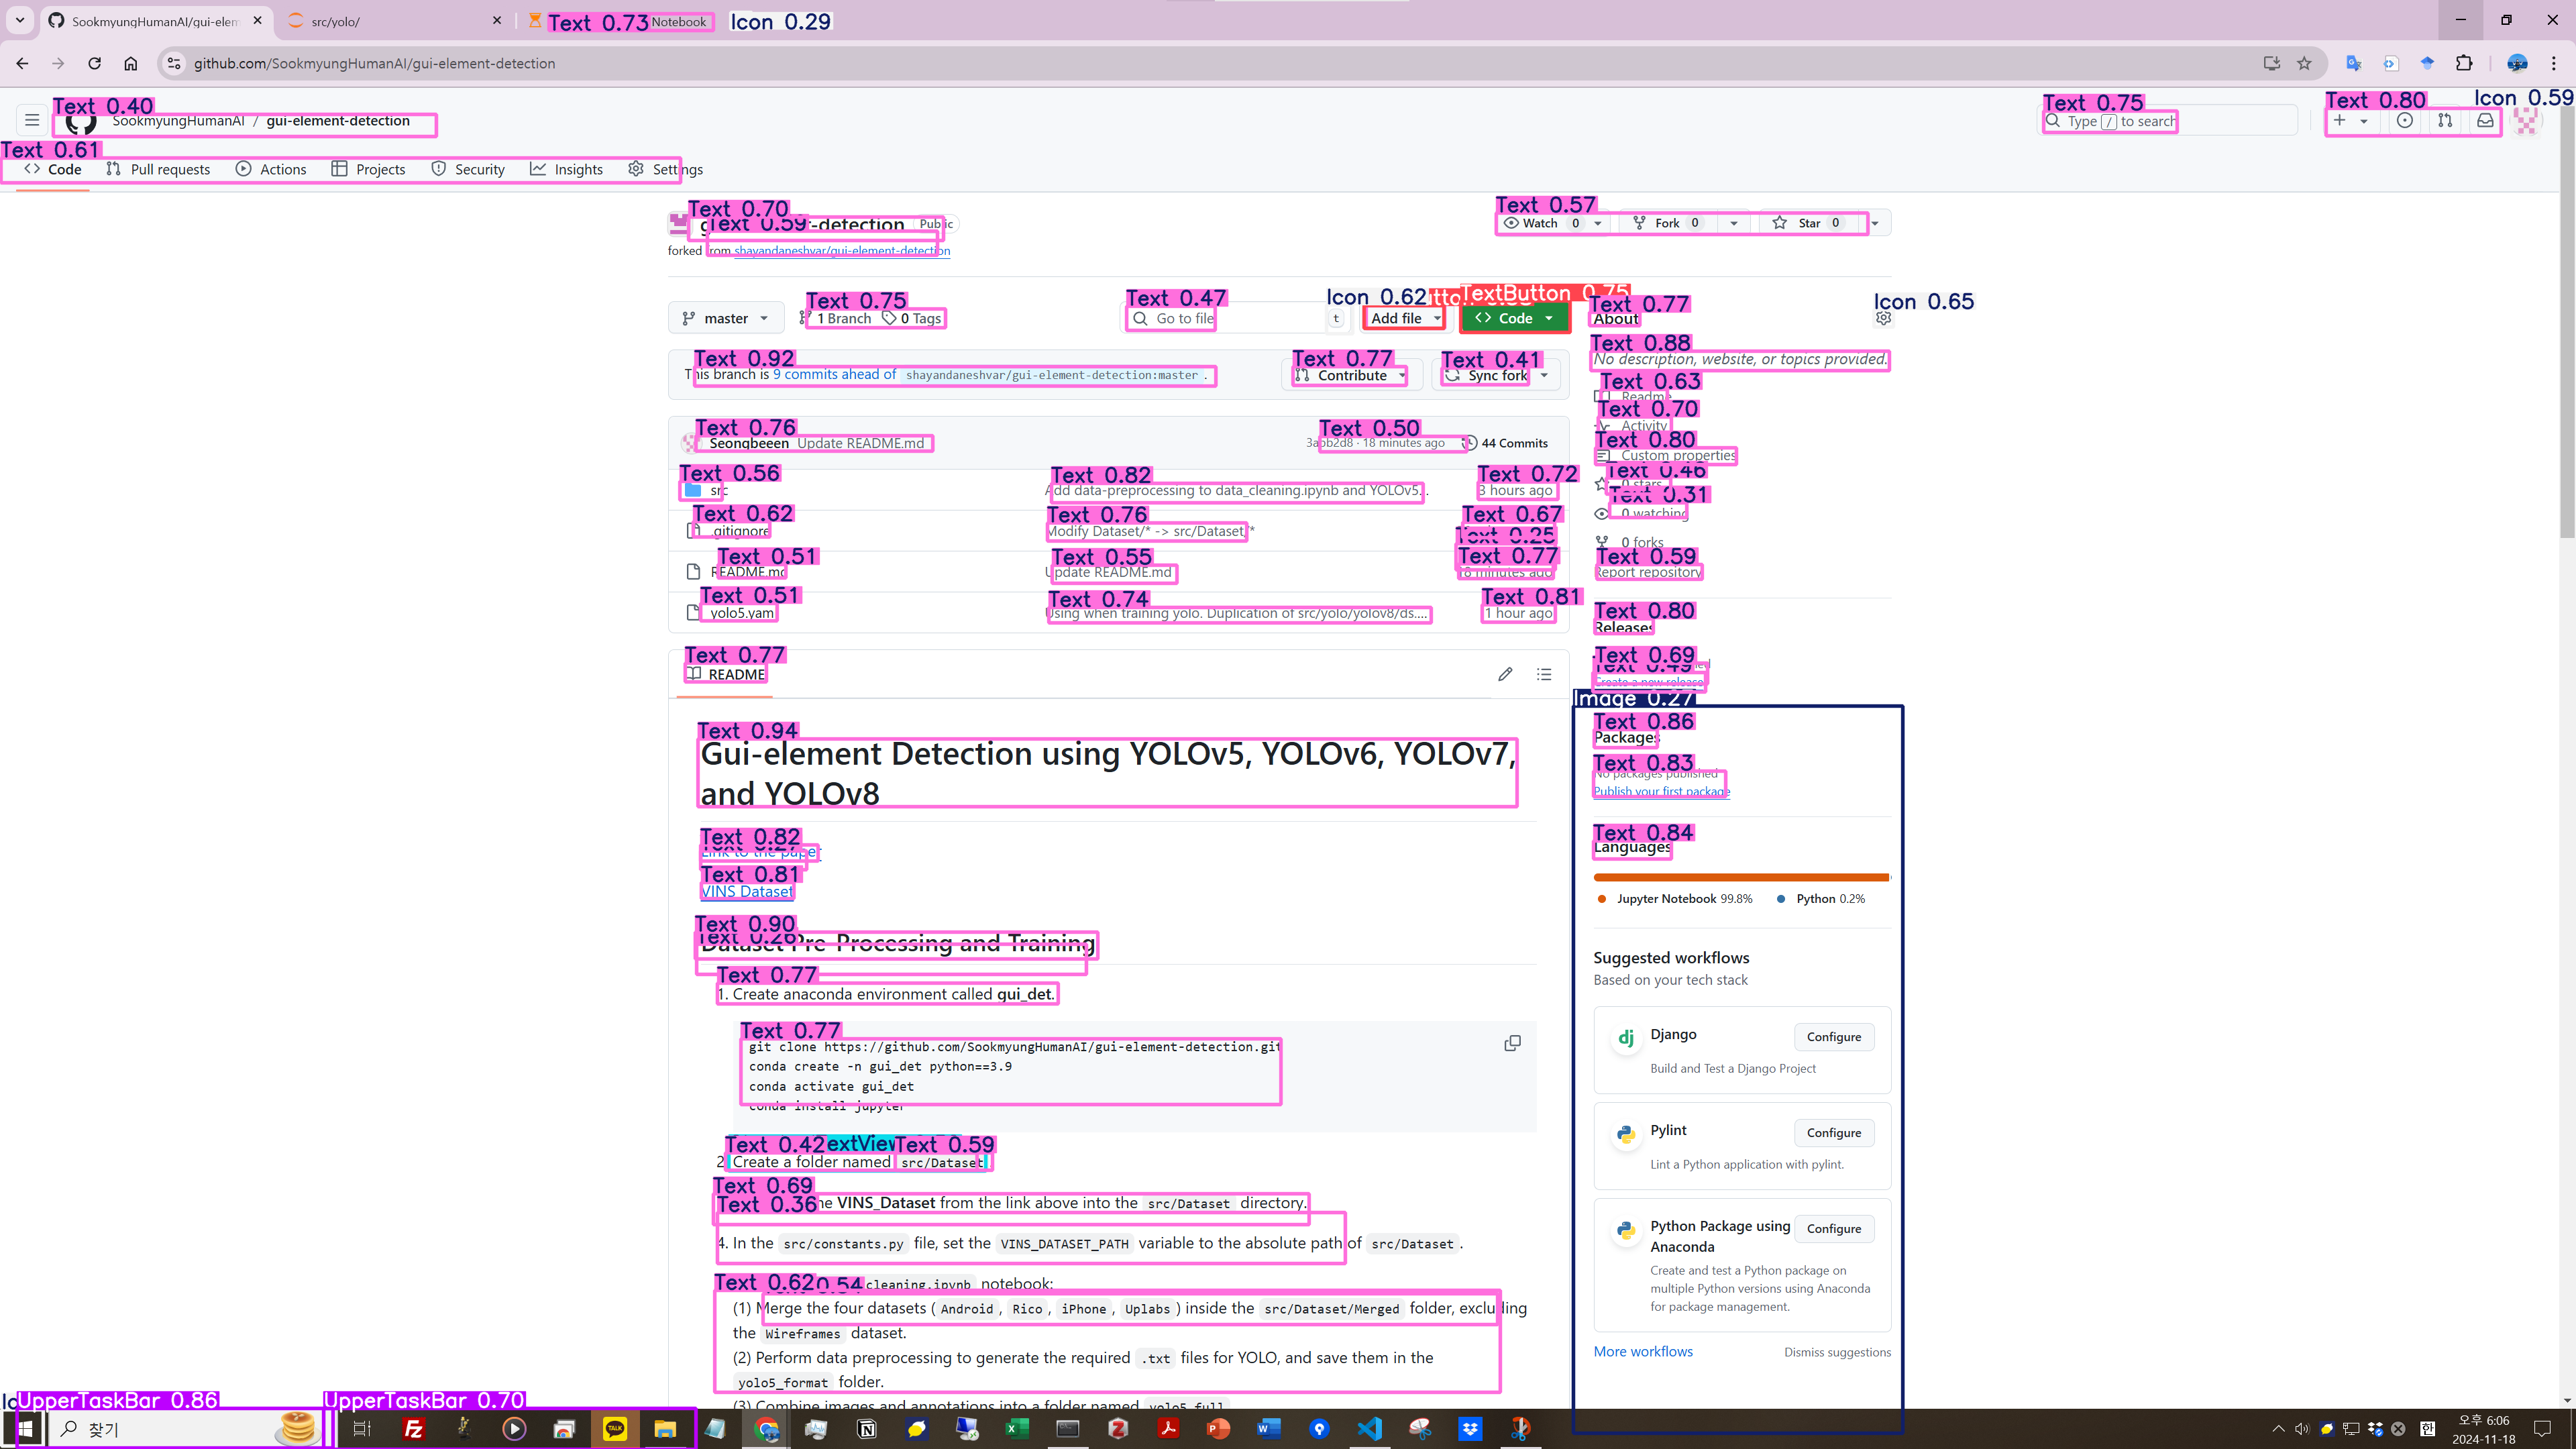 SookmyungHumanAI/gui-elem
src/yolo/
Text 0.73 Notebook
Icon 0.29
github.com/SookmyungHumanAI/gui-element-detection
Text 0.40
Text 0.75
Text 0.80
Icon 0.59
SookmyungHumanAI / gui-element-detection
Type / to search
Text 0.61
Code Pull requests Actions Projects Security Insights Settings
Text 0.70
Text 0.57
Text 0.59 -detection Public
Watch 0 Fork 0 Star 0
forked from shayandaneshvar/gui-element-detection
Text 0.75
Text 0.47
Icon 0.62
TextButton 0.75
Text 0.77
Icon 0.65
master 1 Branch 0 Tags Go to file t Add file Code About
Text 0.92
Text 0.77
Text 0.41
Text 0.88
No description, website, or topics provided.
This branch is 9 commits ahead of shayandaneshvar/gui-element-detection:master .
Contribute Sync fork
Text 0.63
Readme
Text 0.70
Activity
Text 0.76
Text 0.50
Text 0.80
Seongbeeen Update README.md
18 minutes ago
44 Commits
Custom properties
Text 0.56
Text 0.82
Text 0.72
Text 0.46
src
Add data-preprocessing to data_cleaning.ipynb and YOLOv5...
3 hours ago
0 stars
Text 0.31
Text 0.62
Text 0.76
Text 0.67
0 watching
.gitignore
Modify Dataset/* -> src/Dataset/*
Text 0.25
0 forks
Text 0.51
Text 0.55
Text 0.77
Text 0.59
README.md
Update README.md
18 minutes ago
Report repository
Text 0.51
Text 0.74
Text 0.81
Text 0.80
yolo5.yam
Using when training yolo. Duplication of src/yolo/yolov8/ds....
1 hour ago
Releases
Text 0.77
Text 0.69
Text 0.49
README
Create a new release
Image 0.27
Text 0.94
Text 0.86
Gui-element Detection using YOLOv5, YOLOv6, YOLOv7,
and YOLOv8
Packages
Text 0.83
No packages published
Publish your first package
Text 0.82
Link to the paper
Text 0.84
Languages
Text 0.81
VINS Dataset
Jupyter Notebook 99.8% Python 0.2%
Text 0.90
Text 0.26
Dataset Pre-Processing and Training
Suggested workflows
Based on your tech stack
Text 0.77
1. Create anaconda environment called gui_det.
Text 0.77
git clone https://github.com/SookmyungHumanAI/gui-element-detection.git
conda create -n gui_det python==3.9
conda activate gui_det
conda install jupyter
Django Configure
Build and Test a Django Project
Text 0.42
Text 0.59
2 Create a folder named src/Dataset
Pylint Configure
Lint a Python application with pylint.
Text 0.69
Text 0.36
VINS_Dataset from the link above into the src/Dataset directory.
4. In the src/constants.py file, set the VINS_DATASET_PATH variable to the absolute path of src/Dataset .
Python Package using Anaconda Configure
Create and test a Python package on
multiple Python versions using Anaconda
for package management.
Text 0.62
0.54
cleaning.ipynb notebook:
(1) Merge the four datasets ( Android , Rico , iPhone , Uplabs ) inside the src/Dataset/Merged folder, excluding
the Wireframes dataset.
(2) Perform data preprocessing to generate the required .txt files for YOLO, and save them in the
yolo5_format folder.
(3) Combine images and annotations into a folder named yolo5_full
More workflows Dismiss suggestions
UpperTaskBar 0.86
UpperTaskBar 0.70
찾기
TALK
한
오후 6:06
2024-11-18